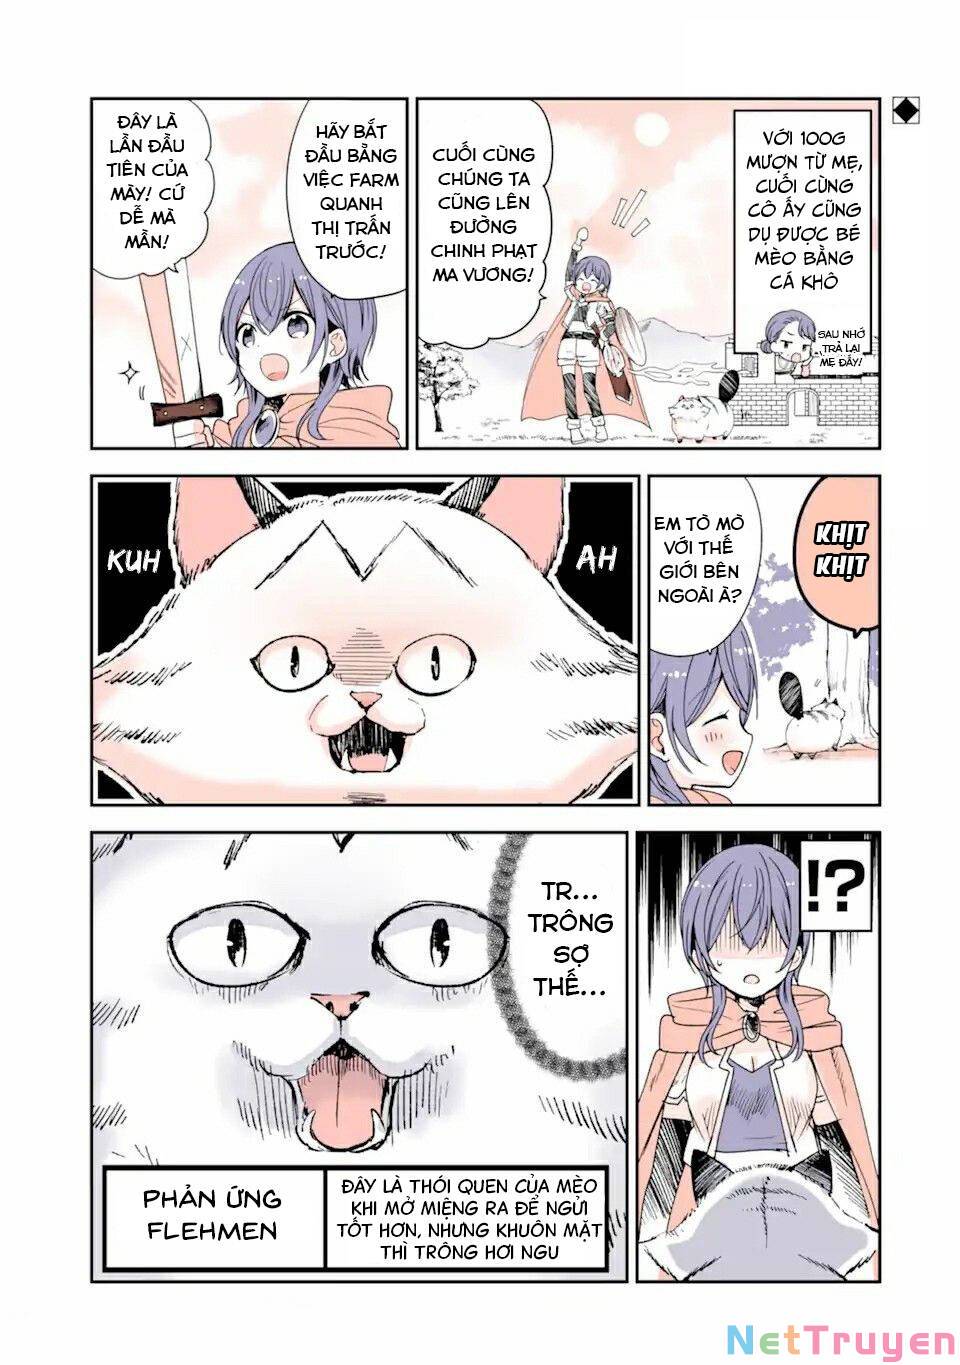 VỚI 100G
MƯỢN TỪ MẸ,
CUỐI CÙNG
CÔ ẤY CŨNG
DỤ ĐƯỢC BÉ
MÈO BẰNG
CÁ KHÔ
SAU NHỚ
TRẢ LẠI
MẸ ĐẤY!
CUỐI CÙNG
CHÚNG TA
CŨNG LÊN
ĐƯỜNG
CHINH PHẠT
MA VƯƠNG!
HÃY BẮT
ĐẦU BẰNG
VIỆC FARM
QUANH
THỊ TRẤN
TRƯỚC!
ĐÂY LÀ
LẦN ĐẦU
TIÊN CỦA
MÀY! CỨ
DỄ MÀ
MẦN!
KHỊT
KHỊT
EM TÒ MÒ
VỚI THẾ
GIỚI BÊN
NGOÀI À?
AH
KUH
!?
TR...
TRÔNG
SỢ
THẾ...
PHẢN ỨNG
FLEHMEN
ĐÂY LÀ THÓI QUEN CỦA MÈO
KHI MỞ MIỆNG RA ĐỂ NGỬI
TỐT HƠN, NHƯNG KHUÔN MẶT
THÌ TRÔNG HƠI NGU
NetTruyen